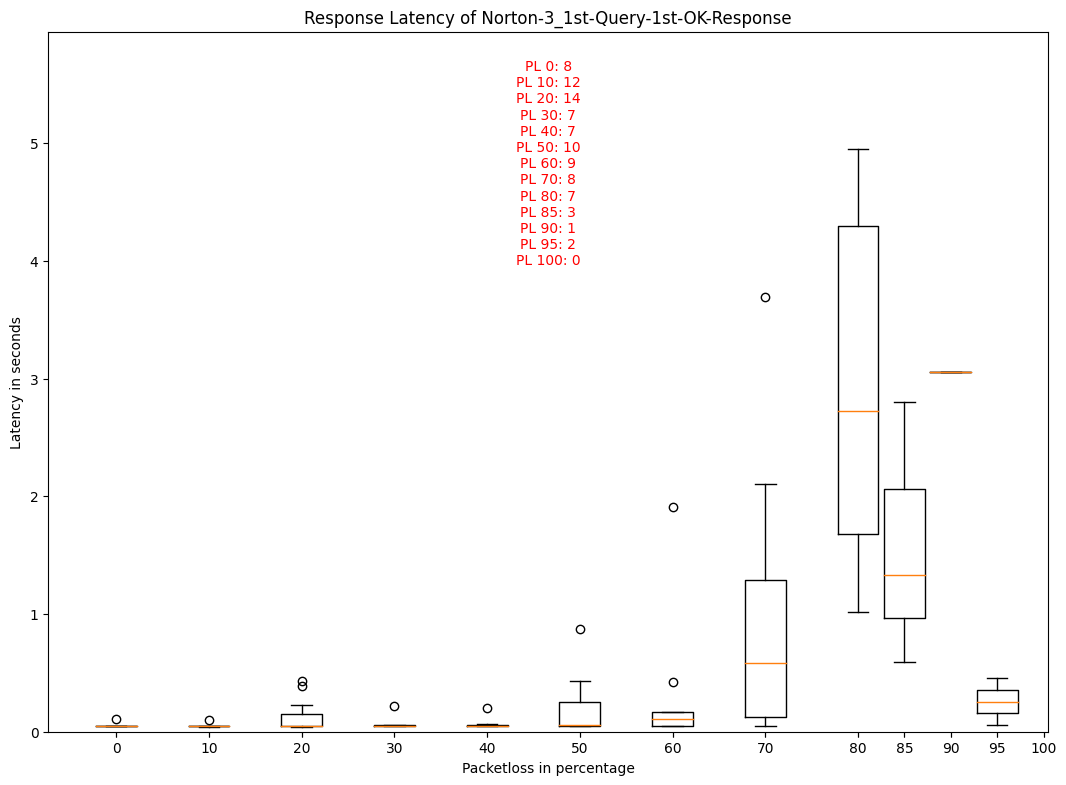 Response Latency of Norton-3_1st-Query-1st-OK-Response
PL 0: 8
PL 10: 12
PL 20: 14
PL 30: 7
PL 40: 7
PL 50: 10
PL 60: 9
PL 70: 8
PL 80: 7
PL 85: 3
PL 90: 1
PL 95: 2
PL 100: 0
5
4
3
2
1
0
Latency in seconds
0 10 20 30 40 50 60 70 80 85 90 95 100
Packetloss in percentage